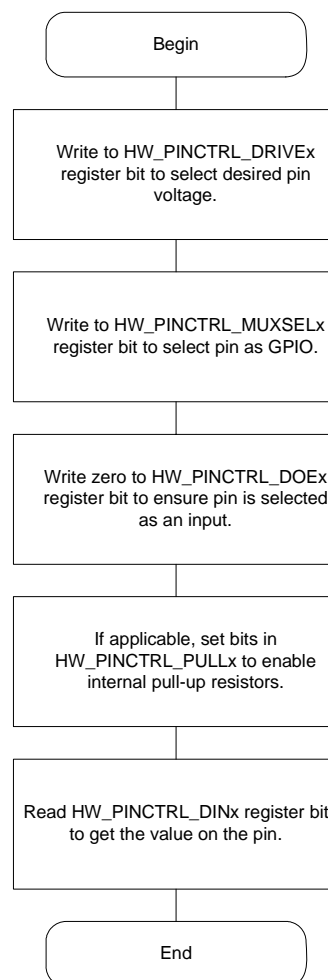 Begin
Write to HW_PINCTRL_DRIVEx
register bit to select desired pin
voltage.
Write to HW_PINCTRL_MUXSELx
register bit to select pin as GPIO.
Write zero to HW_PINCTRL_DOEx
register bit to ensure pin is selected
as an input.
If applicable, set bits in
HW_PINCTRL_PULLx to enable
internal pull-up resistors.
Read HW_PINCTRL_DINx register bit
to get the value on the pin.
End